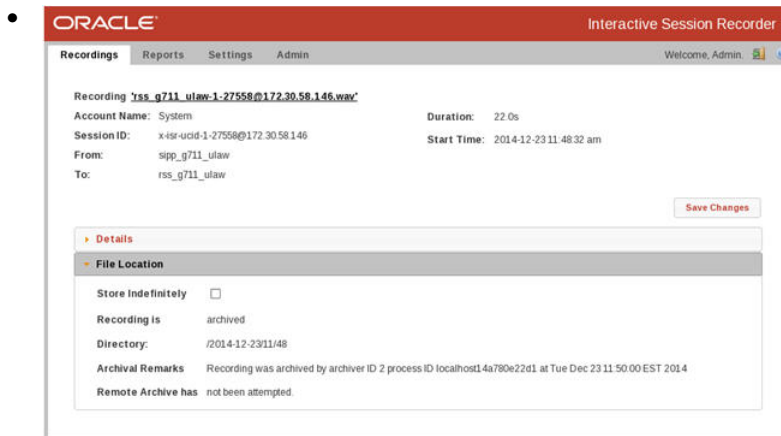 ORACLE Interactive Session Recorder
Recordings Reports Settings Admin Welcome, Admin.
Recording 'rss_g711_ulaw-1-27558@172.30.58.146.wav'
Account Name: System Duration: 22.0s
Session ID: x-isr-ucid-1-27558@172.30.58.146 Start Time: 2014-12-23 11:48:32 am
From: sipp_g711_ulaw
To: rss_g711_ulaw
Save Changes
Details
File Location
Store Indefinitely
Recording is archived
Directory: /2014-12-23/11/48
Archival Remarks Recording was archived by archiver ID 2 process ID localhost14a780e22d1 at Tue Dec 23 11:50:00 EST 2014
Remote Archive has not been attempted.